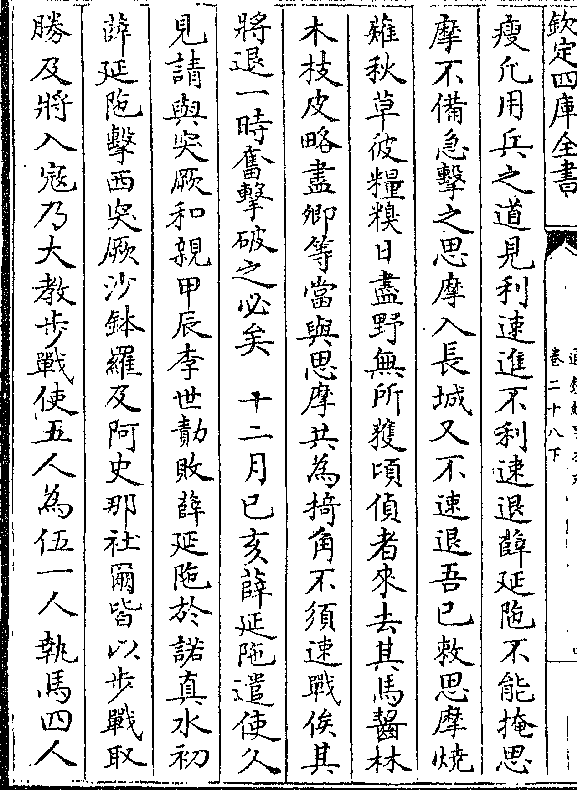 欽定四庫全書
卷二十八下
瘦凡用兵之道見利速進不利速退薛延陁不能掩思
摩不備急擊之思摩入長城又不速退吾已敕思摩燒
薙秋草彼糧糗日盡野無所獲頃偵者來去其馬齧林
木枝皮略盡卿等當與思摩共為掎角不須速戰俟其
將退一時奮擊破之必矣　十二月己亥薛延陁遣使入
見請與突厥和親甲辰李世勣敗薛延陁於諾真水初
薛延陁擊西突厥沙鉢羅及阿史那社爾皆以步戰取
勝及將入寇乃大教步戰使五人為伍一人執馬四人